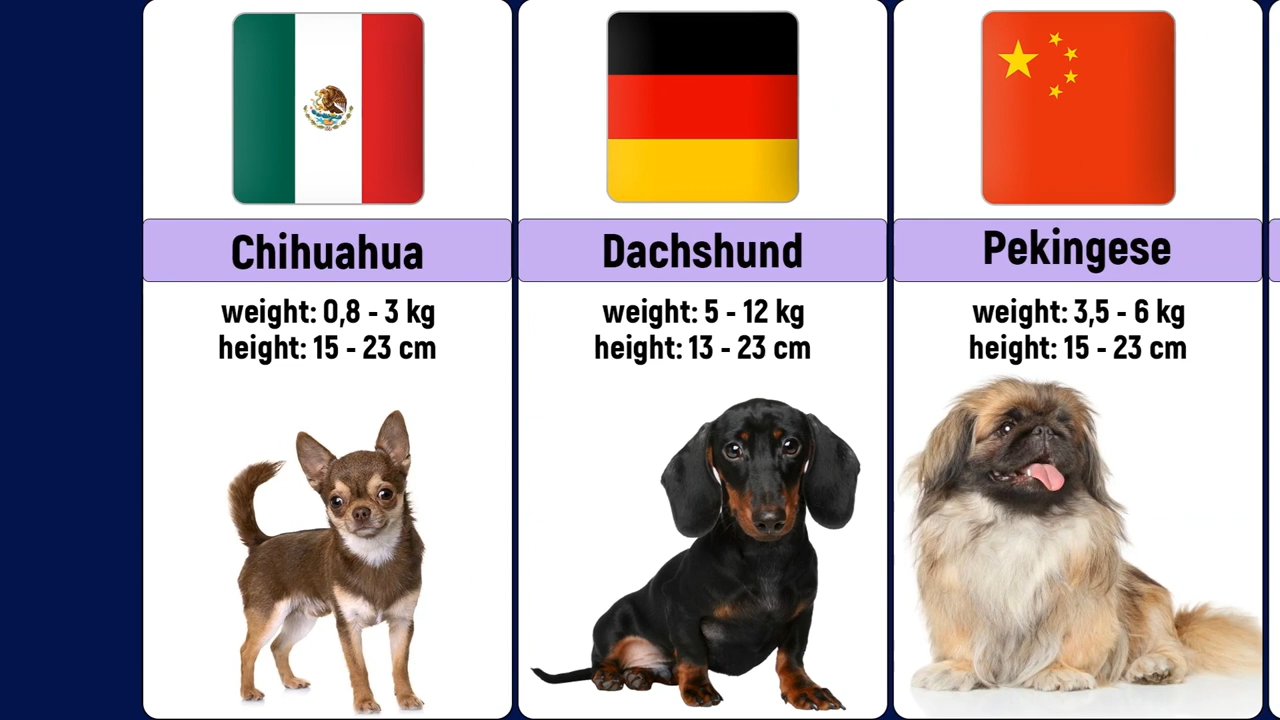 Chihuahua
weight: 0,8 - 3 kg
height: 15 - 23 cm
Dachshund
weight: 5 - 12 kg
height: 13 - 23 cm
Pekingese
weight: 3,5 - 6 kg
height: 15 - 23 cm